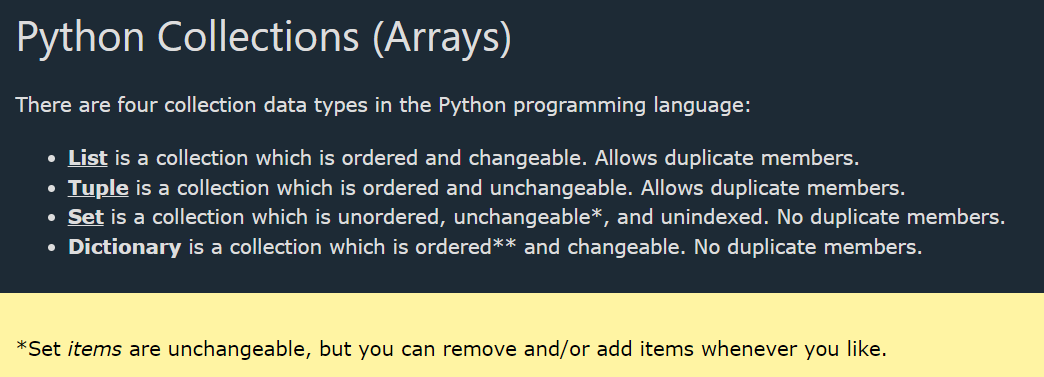 Python Collections (Arrays)
There are four collection data types in the Python programming language:
• List is a collection which is ordered and changeable. Allows duplicate members.
• Tuple is a collection which is ordered and unchangeable. Allows duplicate members.
• Set is a collection which is unordered, unchangeable*, and unindexed. No duplicate members.
• Dictionary is a collection which is ordered** and changeable. No duplicate members.
*Set items are unchangeable, but you can remove and/or add items whenever you like.